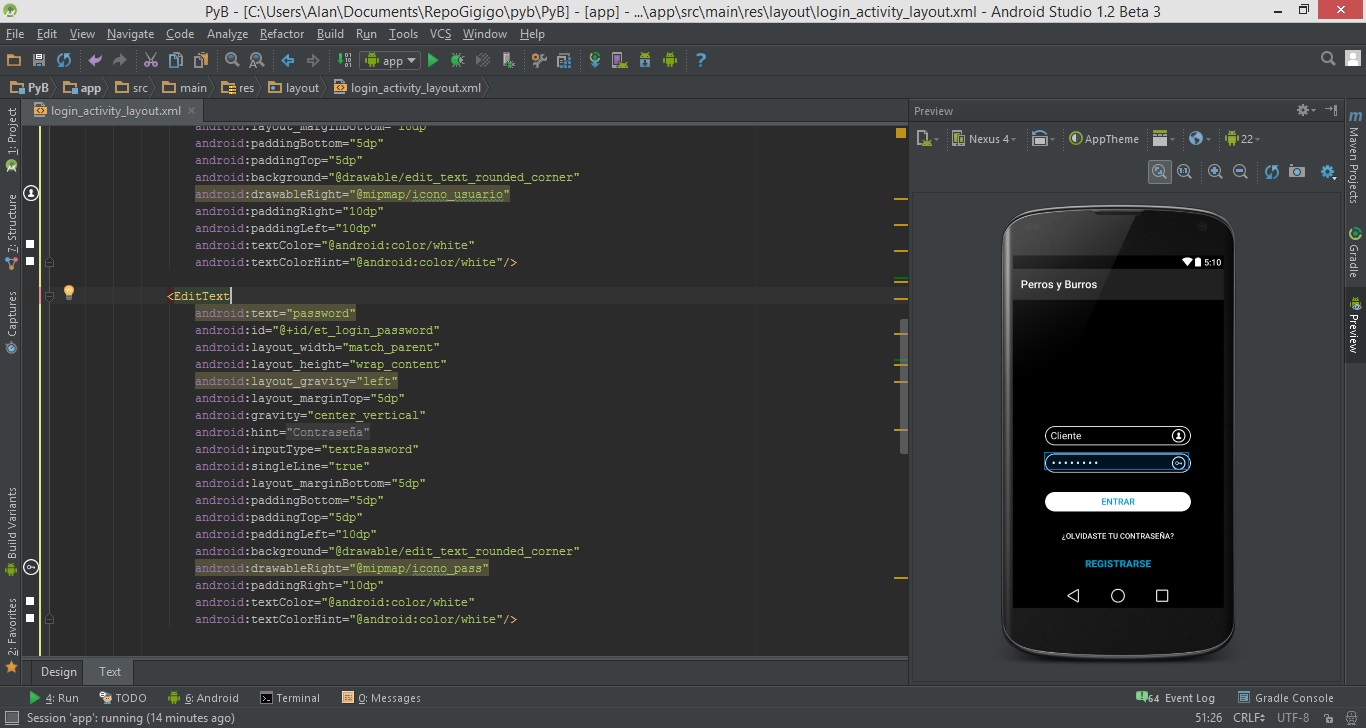 PyB - [C:\Users\Alan\Documents\RepoGigigo\pyb\PyB] - [app] - ...\app\src\main\res\layout\login_activity_layout.xml - Android Studio 1.2 Beta 3
File Edit View Navigate Code Analyze Refactor Build Run Tools VCS Window Help
app
PyB app src main res layout login_activity_layout.xml
login_activity_layout.xml
1: Project
7: Structure
Captures
Build Variants
2: Favorites
android:layout_marginBottom="10dp"
android:paddingBottom="5dp"
android:paddingTop="5dp"
android:background="@drawable/edit_text_rounded_corner"
android:drawableRight="@mipmap/icono_usuario"
android:paddingRight="10dp"
android:paddingLeft="10dp"
android:textColor="@android:color/white"
android:textColorHint="@android:color/white"/>
<EditText
android:text="password"
android:id="@+id/et_login_password"
android:layout_width="match_parent"
android:layout_height="wrap_content"
android:layout_gravity="left"
android:layout_marginTop="5dp"
android:gravity="center_vertical"
android:hint="Contraseña"
android:inputType="textPassword"
android:singleLine="true"
android:layout_marginBottom="5dp"
android:paddingBottom="5dp"
android:paddingTop="5dp"
android:paddingLeft="10dp"
android:background="@drawable/edit_text_rounded_corner"
android:drawableRight="@mipmap/icono_pass"
android:paddingRight="10dp"
android:textColor="@android:color/white"
android:textColorHint="@android:color/white"/>
Design Text
Preview
Nexus 4 AppTheme 22
5:10
Perros y Burros
Cliente
ENTRAR
¿OLVIDASTE TU CONTRASEÑA?
REGISTRARSE
Maven Projects
Gradle
Preview
4: Run TODO 6: Android Terminal 0: Messages 64 Event Log Gradle Console
Session 'app': running (14 minutes ago) 51:26 CRLF UTF-8